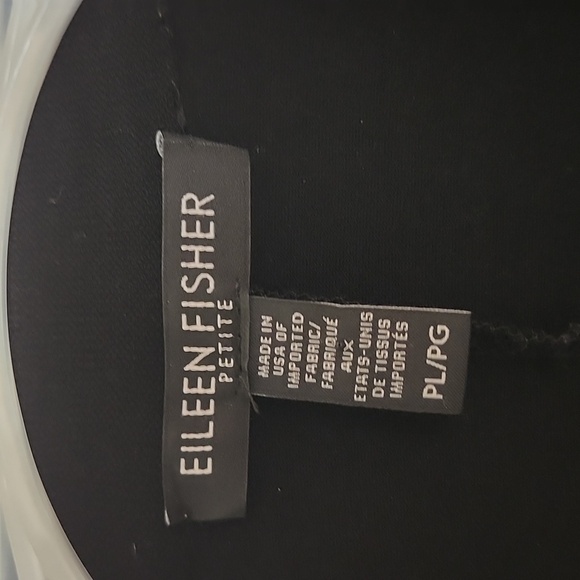 EILEEN FISHER
PETITE
MADE IN
USA OF
IMPORTED
FABRIC/
FABRIQUÉ
AUX
ETATS-UNIS
DE TISSUS
IMPORTÉS
PL/PG